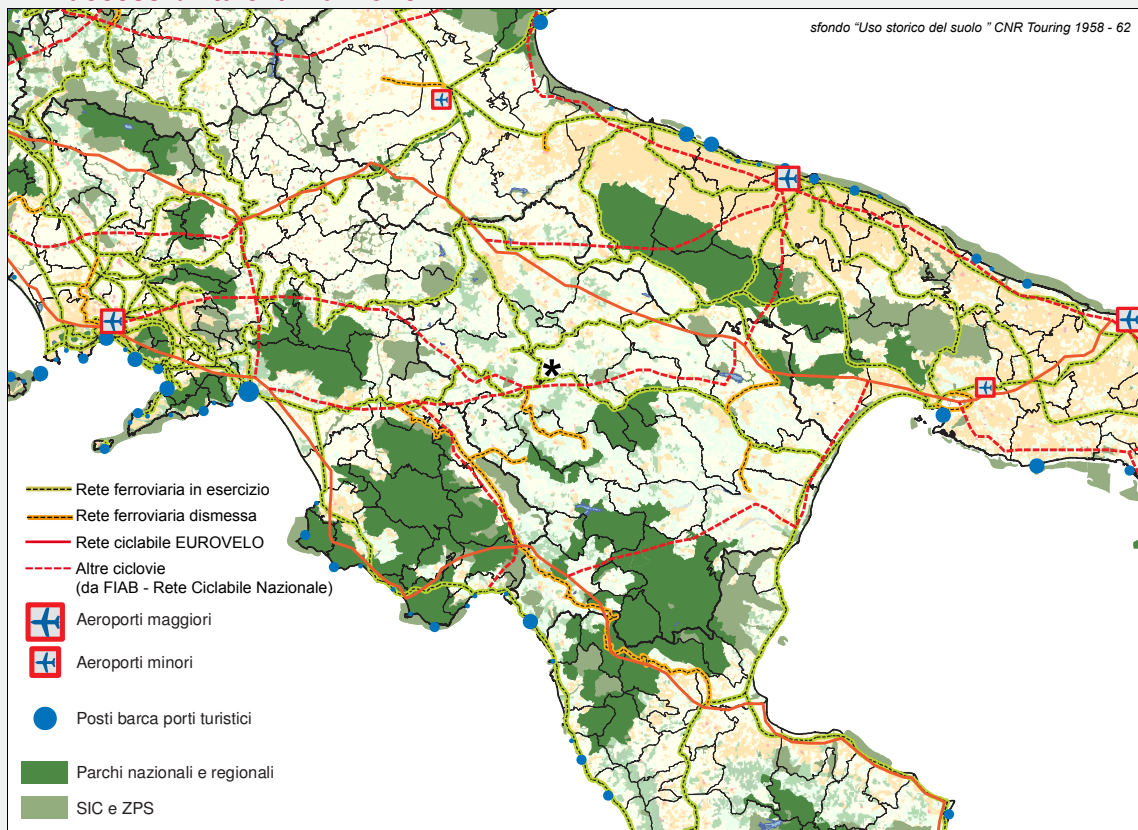 sfondo “Uso storico del suolo ” CNR Touring 1958 - 62
*
Rete ferroviaria in esercizio
Rete ferroviaria dismessa
Rete ciclabile EUROVELO
Altre ciclovie
(da FIAB - Rete Ciclabile Nazionale)
Aeroporti maggiori
Aeroporti minori
Posti barca porti turistici
Parchi nazionali e regionali
SIC e ZPS